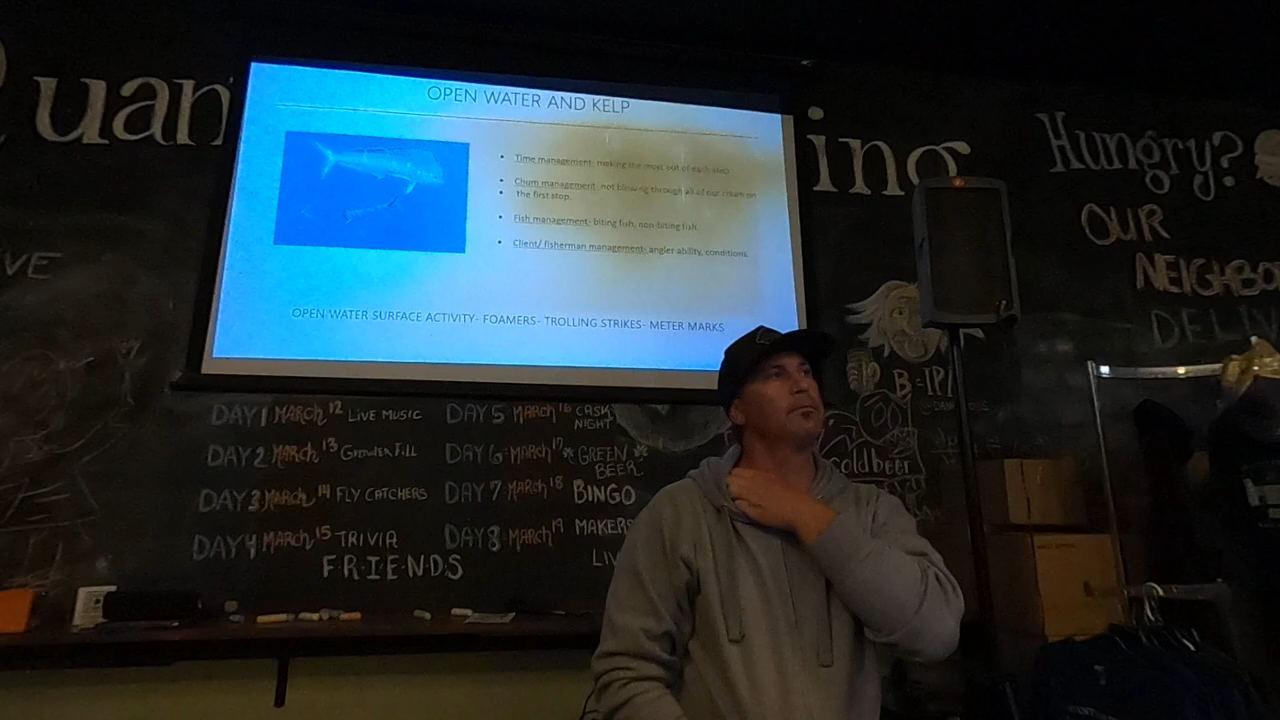 uan
ing
OPEN WATER AND KELP
Time management- making the most out of each stop
Chum management- not blowing through all of our chum on
the first stop.
Fish management- biting fish, non-biting fish
Client/ fisherman management- angler ability, conditions.
OPEN WATER SURFACE ACTIVITY- FOAMERS- TROLLING STRIKES- METER MARKS
Hungry?
OUR
NEIGHBO
DELIV
VE
B=IPA
Cold beer
DAY 1 MARCH 12 LIVE MUSIC
DAY 2 MARCH 13 Growler Fill
DAY 3 MARCH 14 FLY CATCHERS
DAY 4 MARCH 15 TRIVIA
F·R·I·E·N·D·S
DAY 5 MARCH 16 CASK NIGHT
DAY 6 MARCH 17 GREEN BEER
DAY 7 MARCH 18 BINGO
DAY 8 MARCH 19 MAKERS
LIV